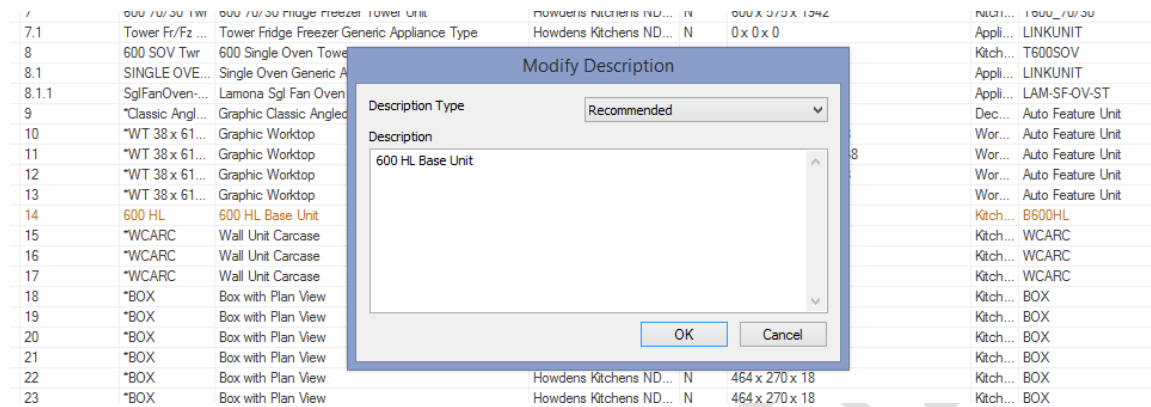 7 600 70/30 Twr 600 70/30 Fridge Freezer Tower Unit Howdens Kitchens ND... N 600 x 575 x 1942 Kitch... T600_70/30
7.1 Tower Fr/Fz ... Tower Fridge Freezer Generic Appliance Type Howdens Kitchens ND... N 0 x 0 x 0 Appli... LINKUNIT
8 600 SOV Twr 600 Single Oven Towe Kitch... T600SOV
Modify Description
8.1 SINGLE OVE... Single Oven Generic A Appli... LINKUNIT
8.1.1 SglFanOven-... Lamona Sgl Fan Oven Appli... LAM-SF-OV-ST
Description Type Recommended
9 *Classic Angl... Graphic Classic Angled Dec... Auto Feature Unit
10 *WT 38 x 61... Graphic Worktop Wor... Auto Feature Unit
Description
11 *WT 38 x 61... Graphic Worktop 8 Wor... Auto Feature Unit
600 HL Base Unit
12 *WT 38 x 61... Graphic Worktop Wor... Auto Feature Unit
13 *WT 38 x 61... Graphic Worktop Wor... Auto Feature Unit
14 600 HL 600 HL Base Unit Kitch... B600HL
15 *WCARC Wall Unit Carcase Kitch... WCARC
16 *WCARC Wall Unit Carcase Kitch... WCARC
17 *WCARC Wall Unit Carcase Kitch... WCARC
18 *BOX Box with Plan View Kitch... BOX
19 *BOX Box with Plan View Kitch... BOX
20 *BOX Box with Plan View Kitch... BOX
OK Cancel
21 *BOX Box with Plan View Kitch... BOX
22 *BOX Box with Plan View Howdens Kitchens ND... N 464 x 270 x 18 Kitch... BOX
23 *BOX Box with Plan View Howdens Kitchens ND... N 464 x 270 x 18 Kitch... BOX